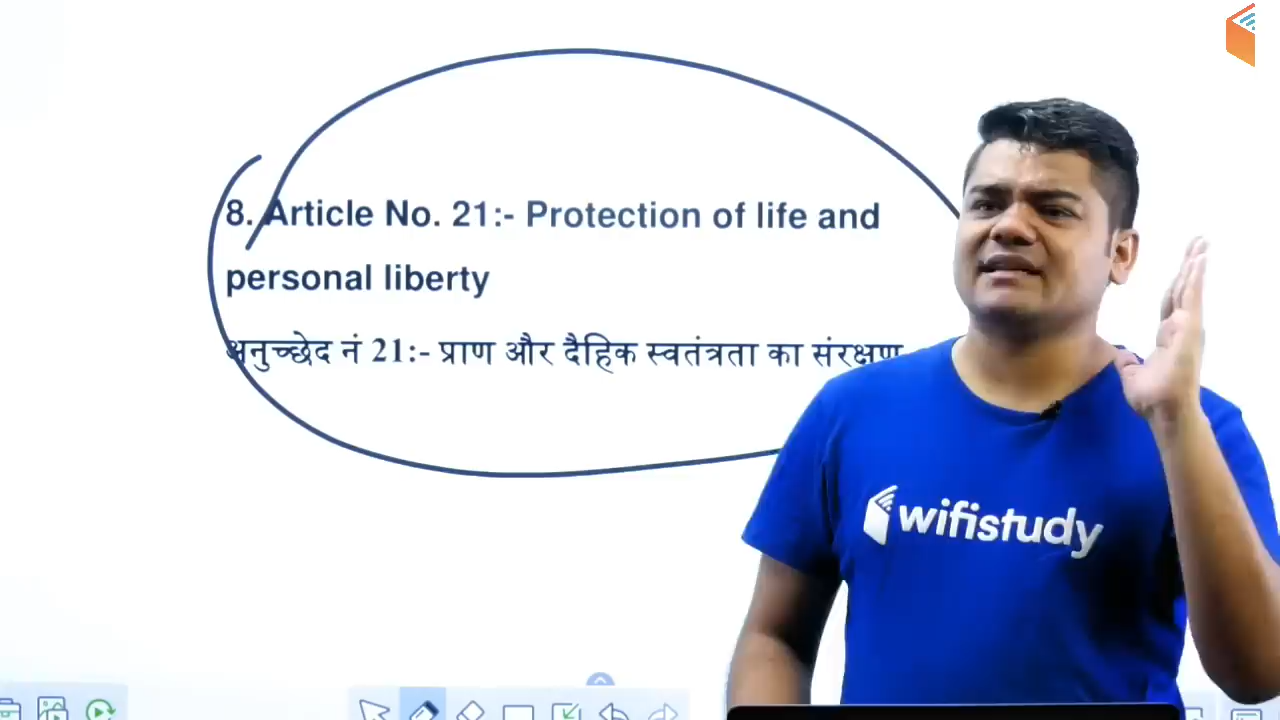 8. Article No. 21:- Protection of life and
personal liberty
अनुच्छेद नं 21:- प्राण और दैहिक स्वतंत्रता का संरक्षण
wifistudy